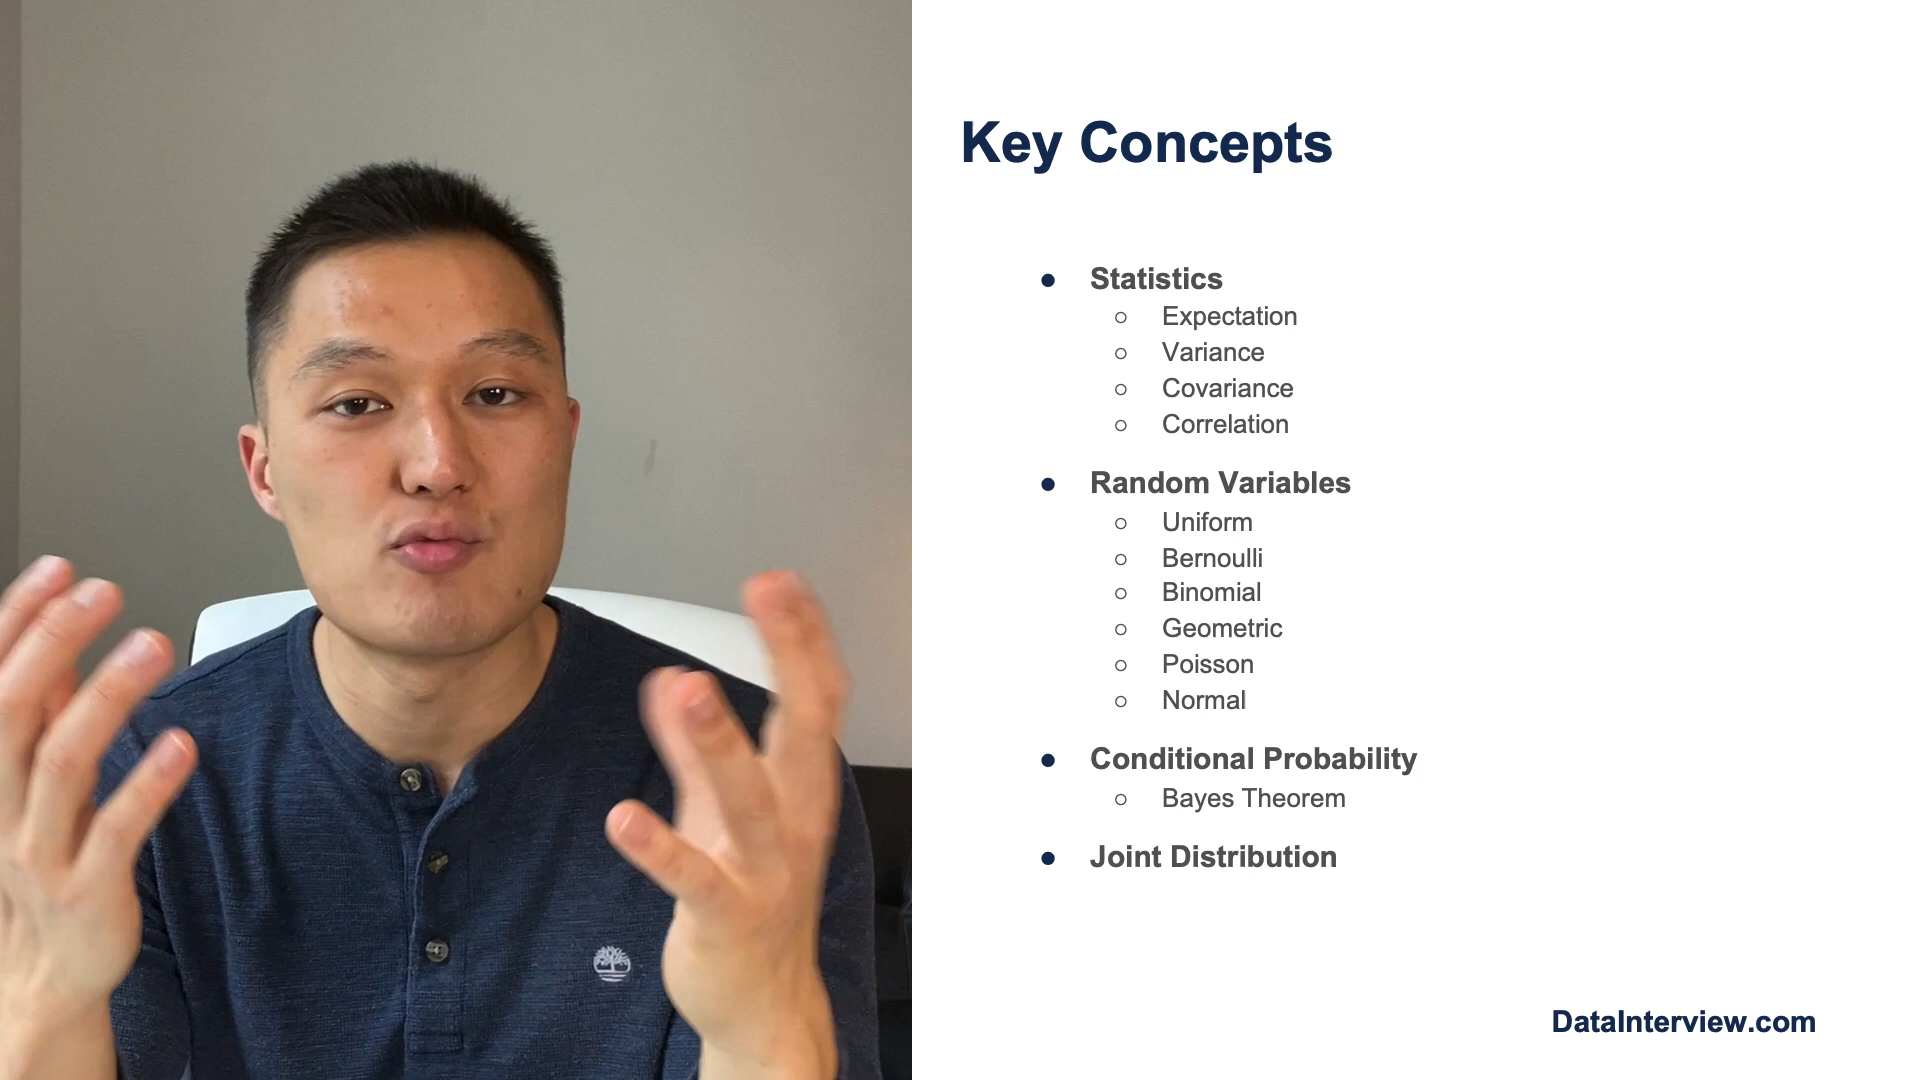 Key Concepts
● Statistics
○ Expectation
○ Variance
○ Covariance
○ Correlation
● Random Variables
○ Uniform
○ Bernoulli
○ Binomial
○ Geometric
○ Poisson
○ Normal
● Conditional Probability
○ Bayes Theorem
● Joint Distribution
DataInterview.com